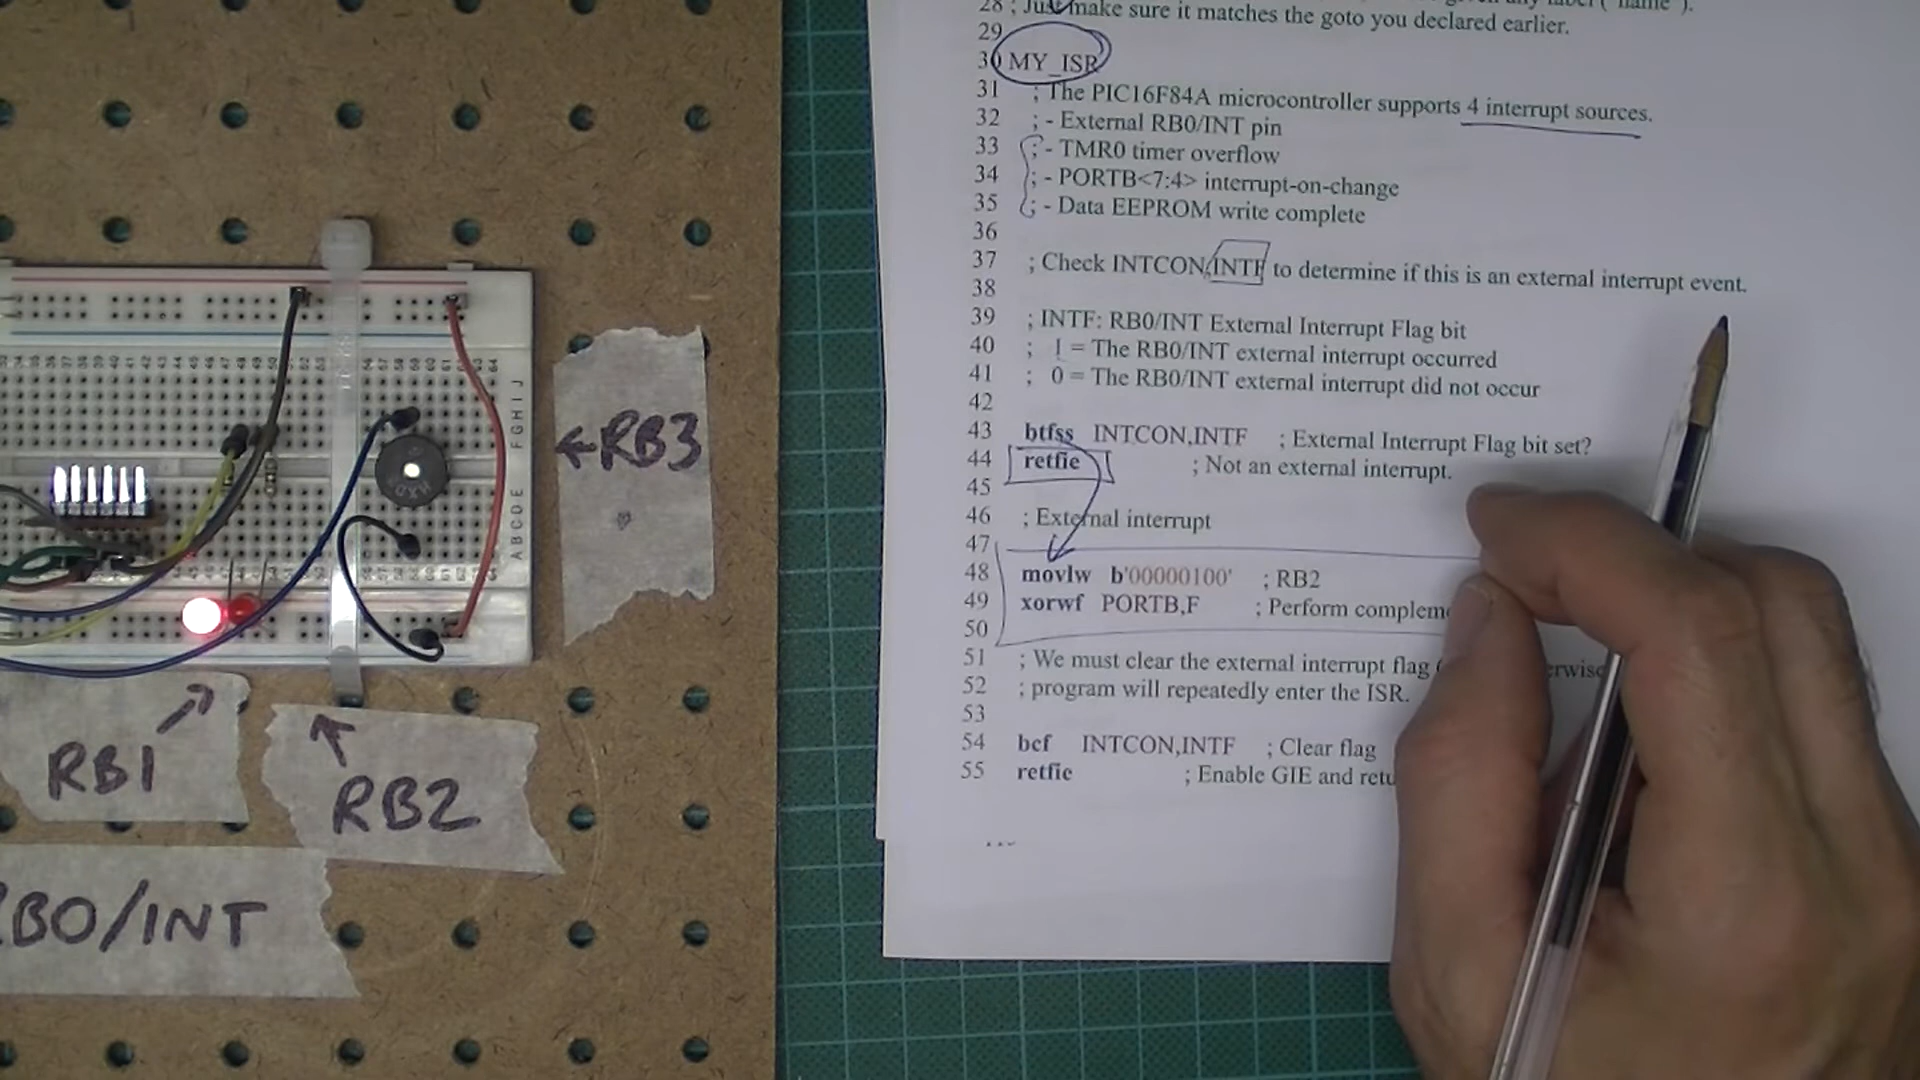 28 ; Just make sure it matches the goto you declared earlier.
29
30 MY_ISR
31 ; The PIC16F84A microcontroller supports 4 interrupt sources.
32 ; - External RB0/INT pin
33 ; - TMR0 timer overflow
34 ; - PORTB<7:4> interrupt-on-change
35 ; - Data EEPROM write complete
36
37 ; Check INTCON,INTF to determine if this is an external interrupt event.
38
39 ; INTF: RB0/INT External Interrupt Flag bit
40 ; 1 = The RB0/INT external interrupt occurred
41 ; 0 = The RB0/INT external interrupt did not occur
42
43 btfss INTCON,INTF ; External Interrupt Flag bit set?
44 retfie ; Not an external interrupt.
45
46 ; External interrupt
47
48 movlw b'00000100' ; RB2
49 xorwf PORTB,F ; Perform
50
51 ; We must clear the external interrupt flag
52 ; program will repeatedly enter the ISR.
53
54 bcf INTCON,INTF ; Clear flag
55 retfie ; Enable GIE and
←RB3
RB1
RB2
RB0/INT
F G H I J
A B C D E